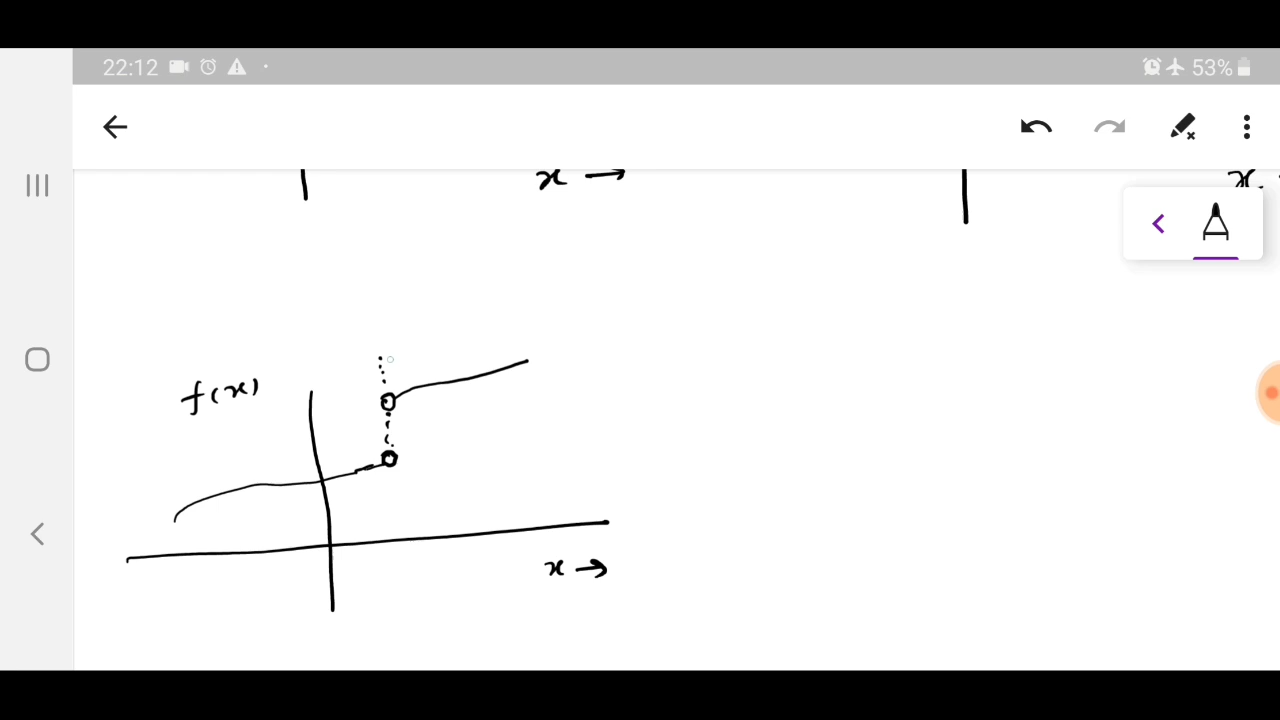 22:12 53%
x → x
f(x)
x →